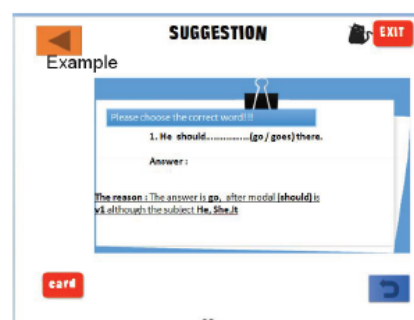 SUGGESTION
EXIT
Example
Please choose the correct word!!!
1. He should...............(go / goes) there.
Answer :
The reason : The answer is go, after modal (should) is
v1 although the subject He, She,It
card